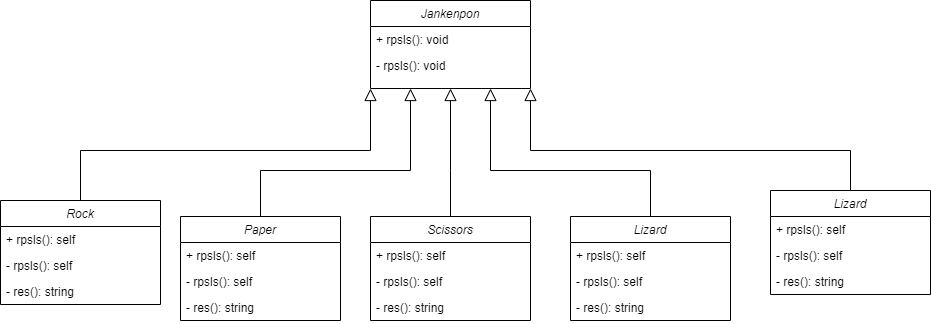 Jankenpon
+ rpsls(): void
- rpsls(): void
Rock
+ rpsls(): self
- rpsls(): self
- res(): string
Paper
+ rpsls(): self
- rpsls(): self
- res(): string
Scissors
+ rpsls(): self
- rpsls(): self
- res(): string
Lizard
+ rpsls(): self
- rpsls(): self
- res(): string
Lizard
+ rpsls(): self
- rpsls(): self
- res(): string